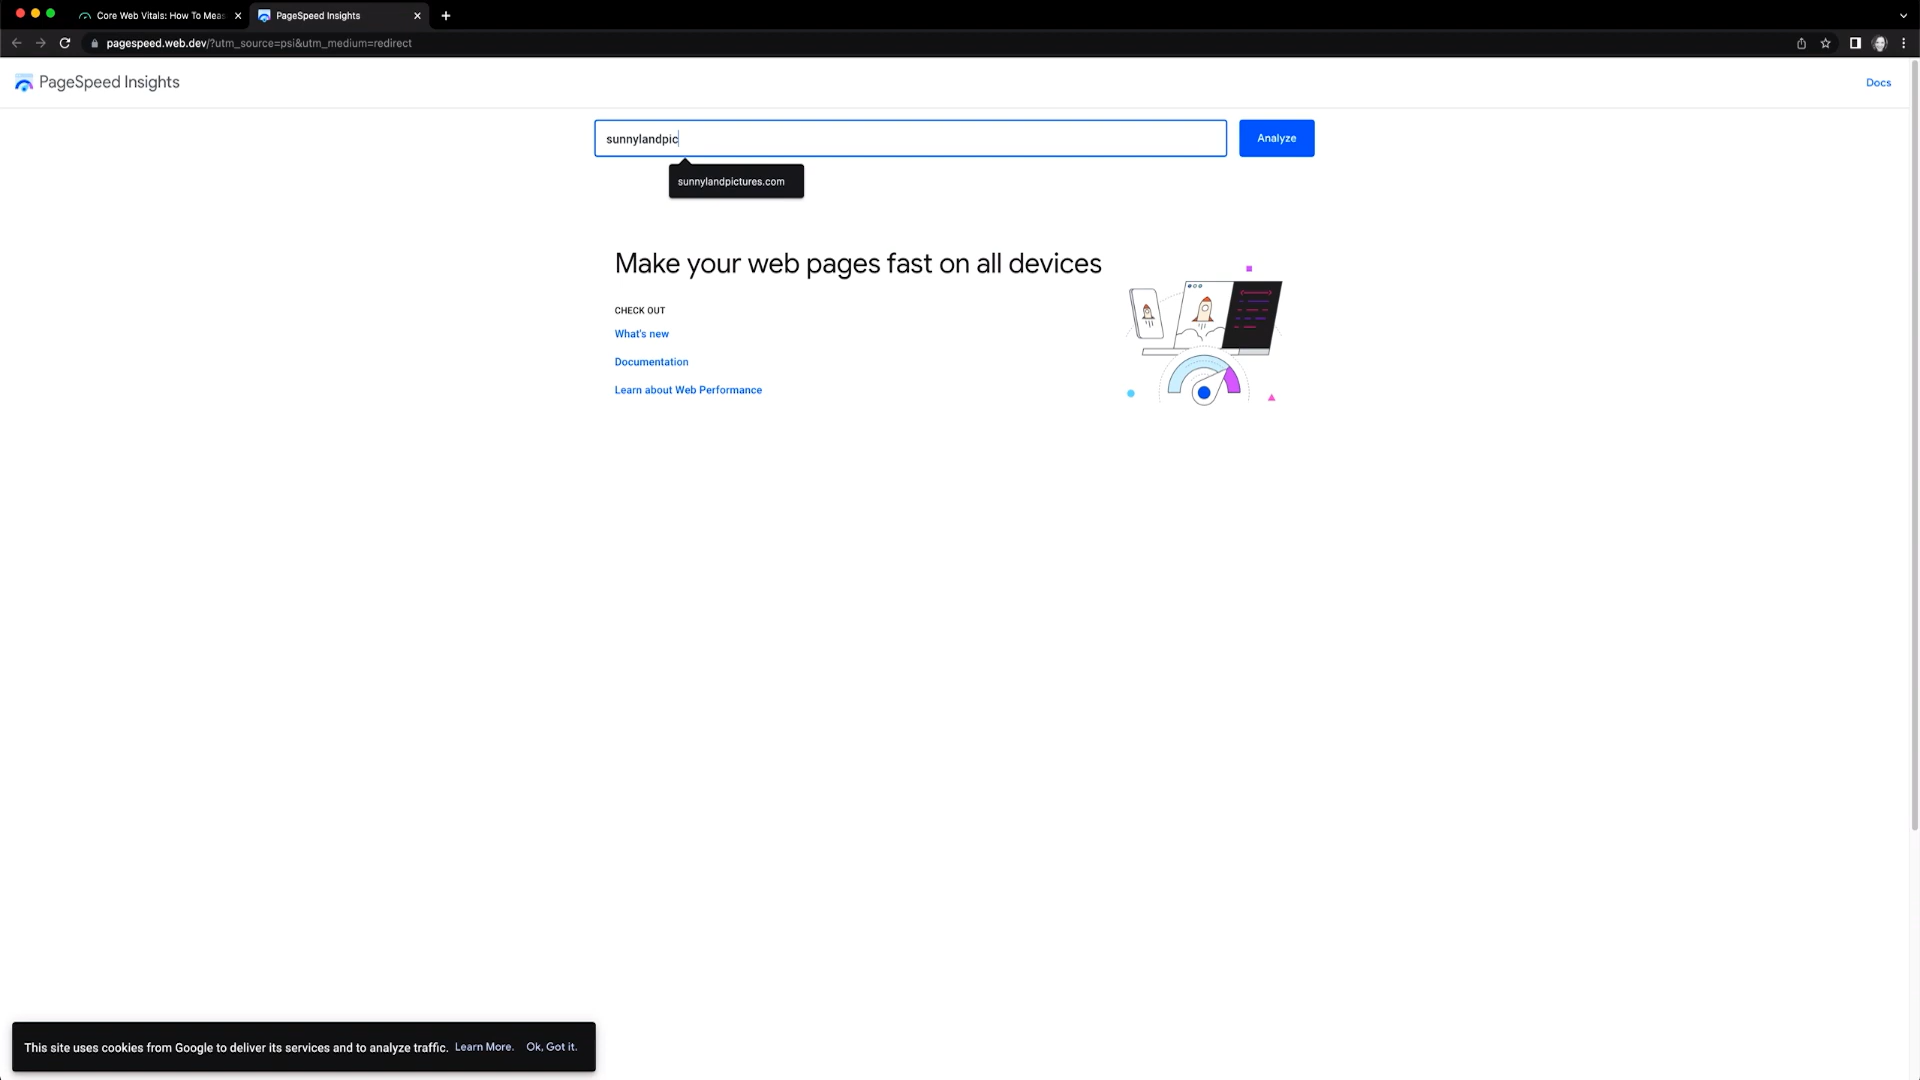 Core Web Vitals: How To Meas
PageSpeed Insights
pagespeed.web.dev/?utm_source=psi&utm_medium=redirect
PageSpeed Insights
Docs
sunnylandpic
Analyze
sunnylandpictures.com
Make your web pages fast on all devices
CHECK OUT
What's new
Documentation
Learn about Web Performance
This site uses cookies from Google to deliver its services and to analyze traffic. Learn More. Ok, Got it.